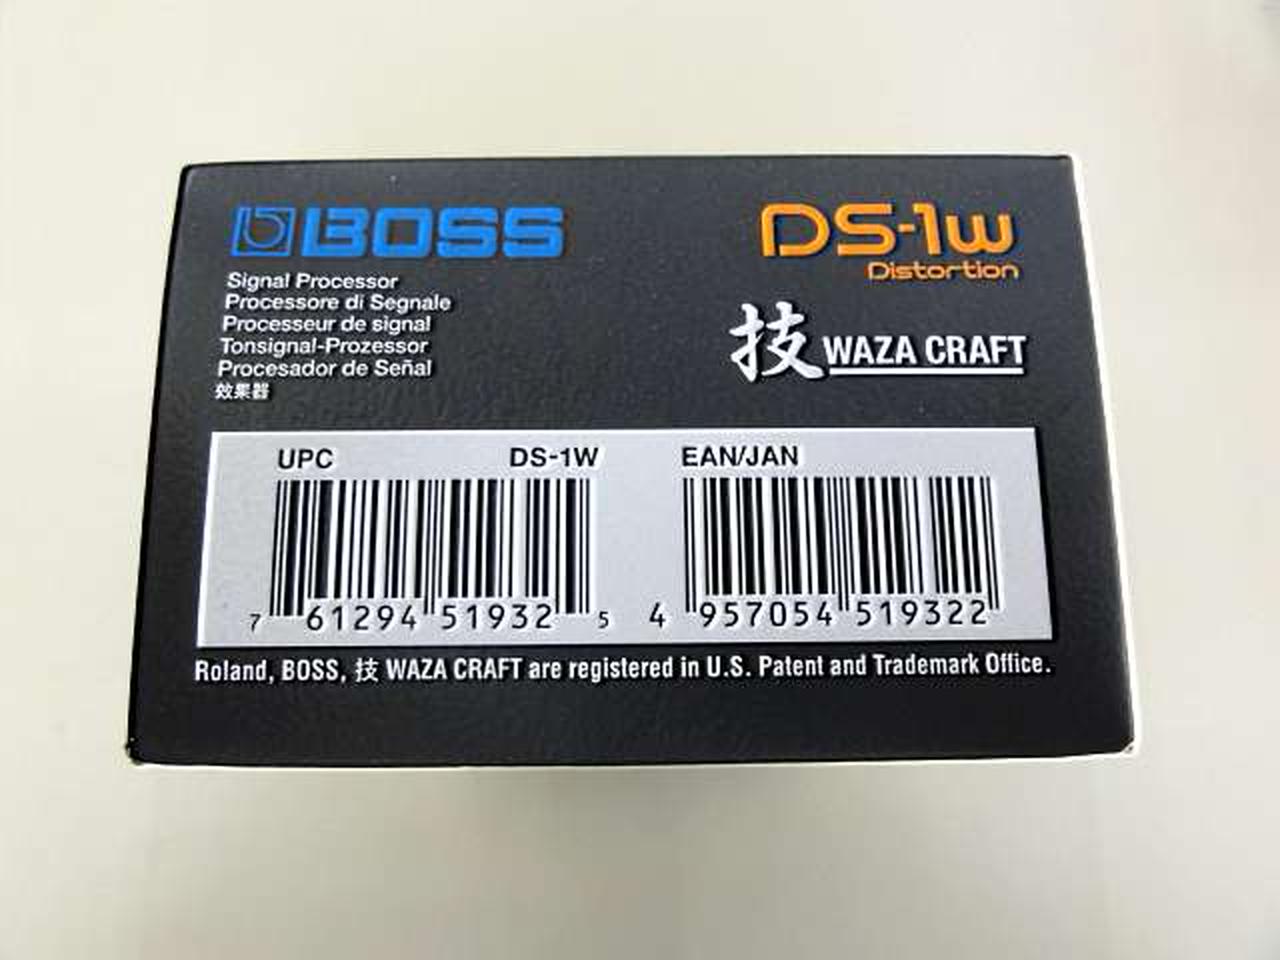 BOSS
Signal Processor
Processore di Segnale
Processeur de signal
Tonsignal-Prozessor
Procesador de Señal
效果器
DS-1w
Distortion
技 WAZA CRAFT
UPC DS-1W
7 61294 51932 5
EAN/JAN
4 957054 519322
Roland, BOSS, 技 WAZA CRAFT are registered in U.S. Patent and Trademark Office.